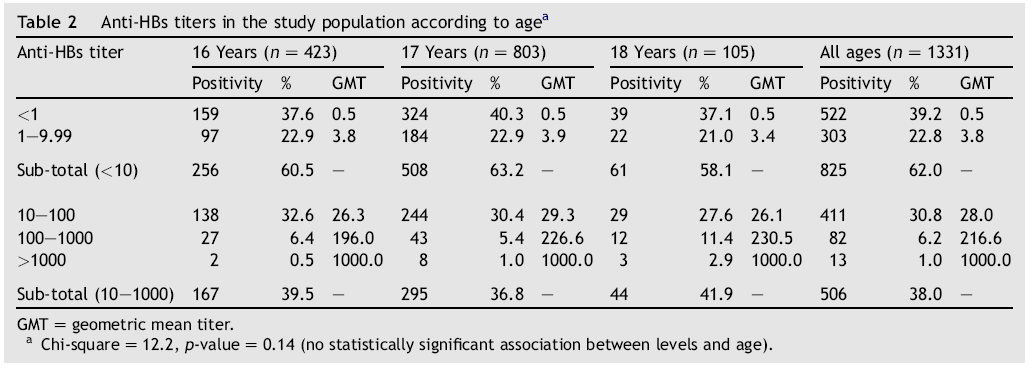 Table 2 Anti-HBs titers in the study population according to ageᵃ
Anti-HBs titer 16 Years (n = 423) 17 Years (n = 803) 18 Years (n = 105) All ages (n = 1331)
Positivity % GMT Positivity % GMT Positivity % GMT Positivity % GMT
<1 159 37.6 0.5 324 40.3 0.5 39 37.1 0.5 522 39.2 0.5
1–9.99 97 22.9 3.8 184 22.9 3.9 22 21.0 3.4 303 22.8 3.8
Sub-total (<10) 256 60.5 – 508 63.2 – 61 58.1 – 825 62.0 –
10–100 138 32.6 26.3 244 30.4 29.3 29 27.6 26.1 411 30.8 28.0
100–1000 27 6.4 196.0 43 5.4 226.6 12 11.4 230.5 82 6.2 216.6
>1000 2 0.5 1000.0 8 1.0 1000.0 3 2.9 1000.0 13 1.0 1000.0
Sub-total (10–1000) 167 39.5 – 295 36.8 – 44 41.9 – 506 38.0 –
GMT = geometric mean titer.
ᵃ Chi-square = 12.2, p-value = 0.14 (no statistically significant association between levels and age).